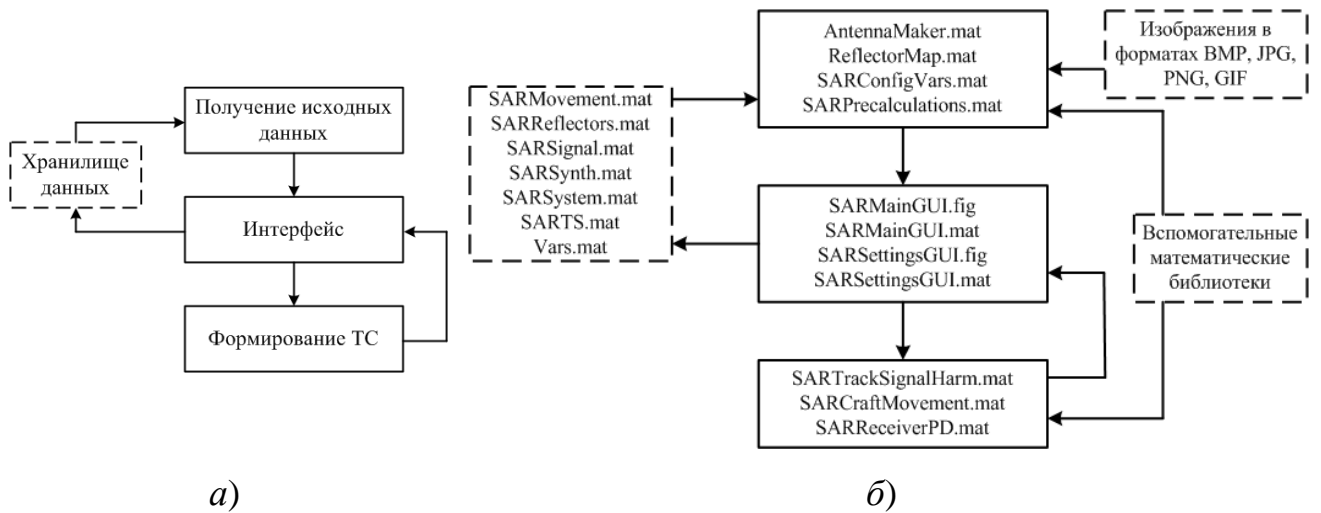 Получение исходных
данных
Хранилище
данных
Интерфейс
Формирование ТС
а)
SARMovement.mat
SARReflectors.mat
SARSignal.mat
SARSynth.mat
SARSystem.mat
SARTS.mat
Vars.mat
AntennaMaker.mat
ReflectorMap.mat
SARConfigVars.mat
SARPrecalculations.mat
Изображения в
форматах BMP, JPG,
PNG, GIF
SARMainGUI.fig
SARMainGUI.mat
SARSettingsGUI.fig
SARSettingsGUI.mat
Вспомогательные
математические
библиотеки
SARTrackSignalHarm.mat
SARCraftMovement.mat
SARReceiverPD.mat
б)